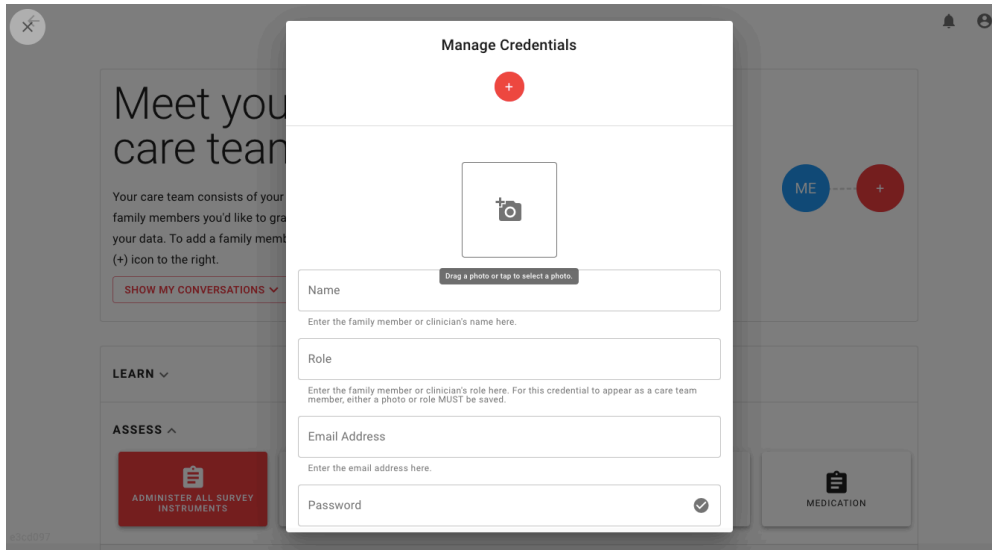 Manage Credentials
+
Meet you
care tean
Your care team consists of your
family members you'd like to gra
your data. To add a family memb
(+) icon to the right.
SHOW MY CONVERSATIONS
ME
+
Drag a photo or tap to select a photo.
Name
Enter the family member or clinician's name here.
Role
Enter the family member or clinician's role here. For this credential to appear as a care team
member, either a photo or role MUST be saved.
Email Address
Enter the email address here.
Password
LEARN
ASSESS
ADMINISTER ALL SURVEY
INSTRUMENTS
MEDICATION